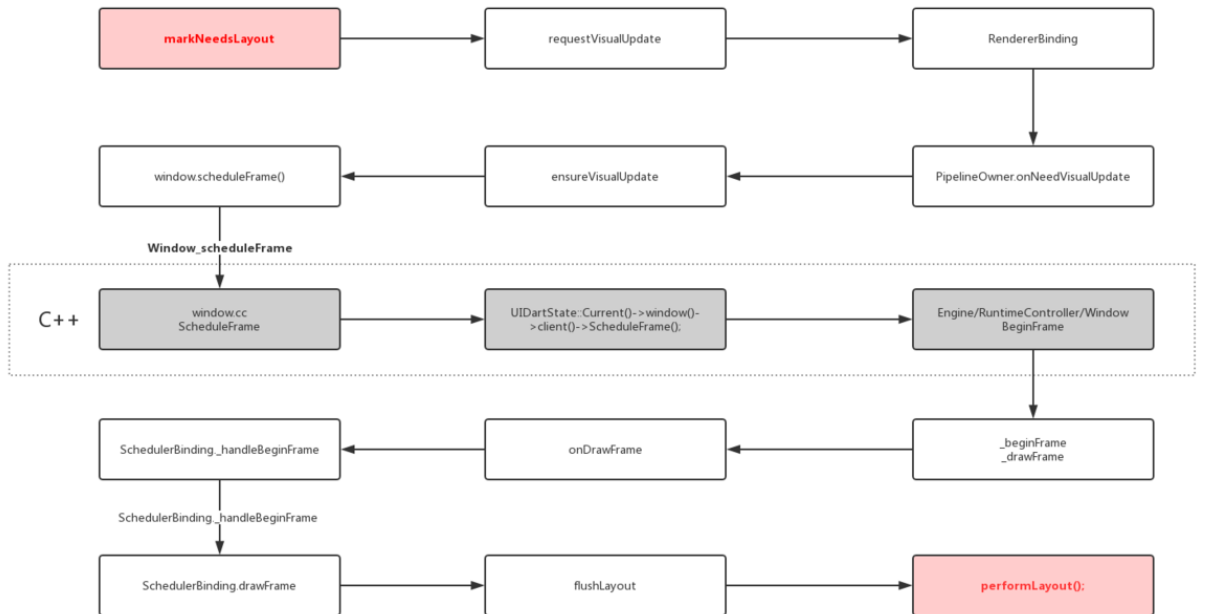 markNeedsLayout
requestVisualUpdate
RendererBinding
window.scheduleFrame()
ensureVisualUpdate
PipelineOwner.onNeedVisualUpdate
Window_scheduleFrame
C++
window.cc
ScheduleFrame
UIDartState::Current()->window()-
->client()->ScheduleFrame();
Engine/RuntimeController/Window
BeginFrame
SchedulerBinding._handleBeginFrame
onDrawFrame
_beginFrame
_drawFrame
SchedulerBinding._handleBeginFrame
SchedulerBinding.drawFrame
flushLayout
performLayout();